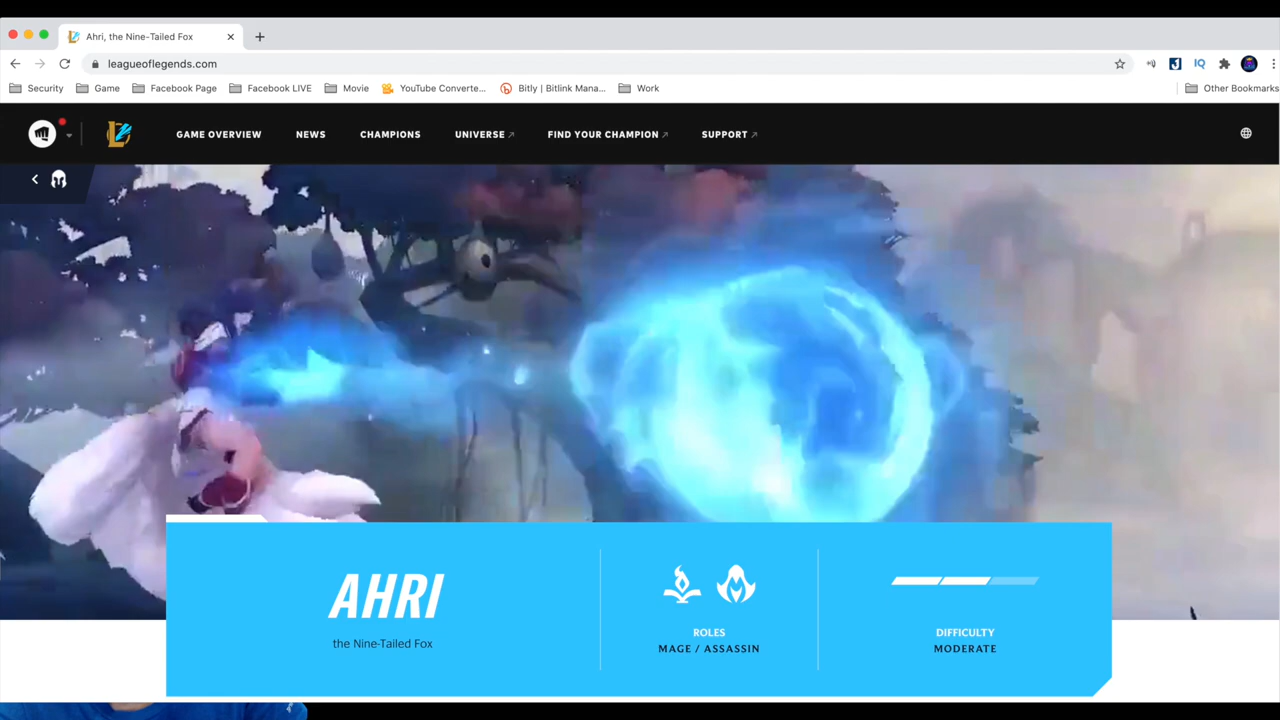 Ahri, the Nine-Tailed Fox
leagueoflegends.com
Security Game Facebook Page Facebook LIVE Movie YouTube Converte... Bitly | Bitlink Mana... Work Other Bookmarks
GAME OVERVIEW NEWS CHAMPIONS UNIVERSE FIND YOUR CHAMPION SUPPORT
AHRI
the Nine-Tailed Fox
ROLES
MAGE / ASSASSIN
DIFFICULTY
MODERATE